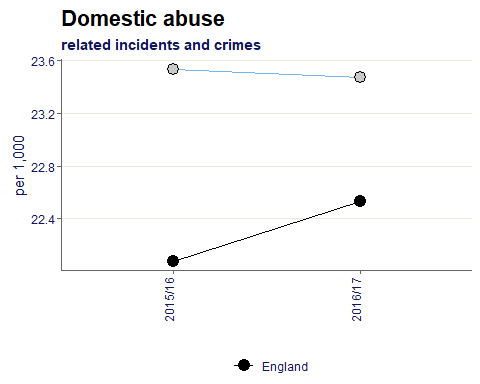 Domestic abuse
related incidents and crimes
per 1,000
23.6
23.2
22.8
22.4
2015/16
2016/17
England